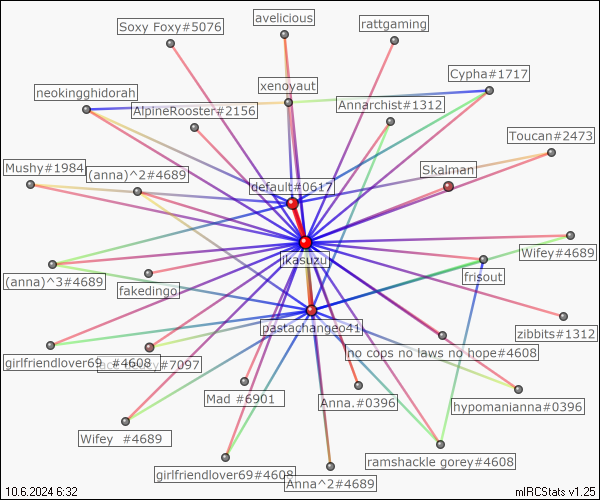 Soxy Foxy#5076
avelicious
rattgaming
neokingghidorah
xenoyaut
Cypha#1717
AlpineRooster#2156
Annarchist#1312
Toucan#2473
Mushy#1984
(anna)^2#4689
Skalman
default#0617
ikasuzu
Wifey#4689
(anna)^3#4689
fakedingo
frisout
pastachangeo41
zibbits#1312
girlfriendlover69 #4608
#7097
no cops no laws no hope#4608
Mad #6901
Anna.#0396
hypomanianna#0396
Wifey #4689
girlfriendlover69#4608
Anna^2#4689
ramshackle gorey#4608
10.6.2024 6:32
mIRCStats v1.25